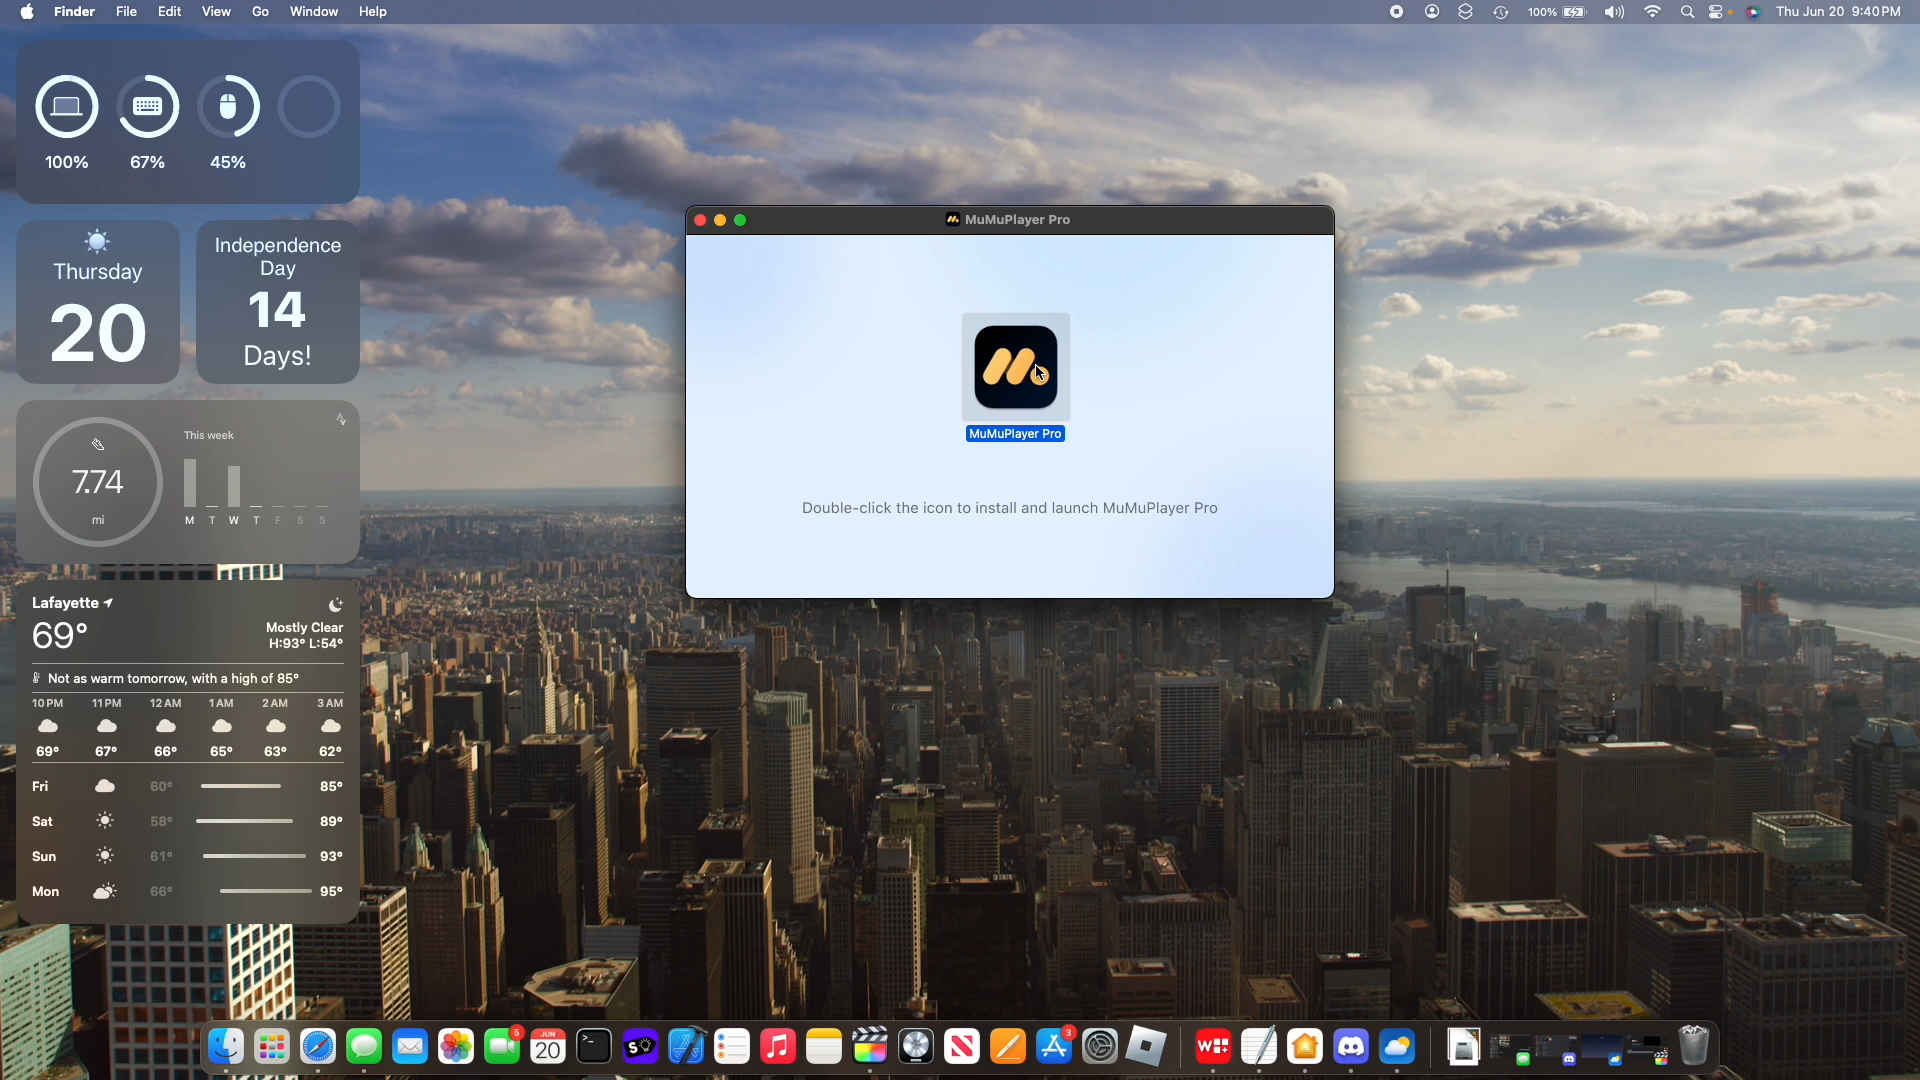 Finder File Edit View Go Window Help
100% Thu Jun 20 9:40 PM
100% 67% 45%
Thursday
20
Independence
Day
14
Days!
7.74
mi
This week
M T W T F S S
Lafayette
69°
Mostly Clear
H:93° L:54°
Not as warm tomorrow, with a high of 85°
10 PM 11 PM 12 AM 1 AM 2 AM 3 AM
69° 67° 66° 65° 63° 62°
Fri 60° 85°
Sat 58° 89°
Sun 61° 93°
Mon 66° 95°
MuMuPlayer Pro
MuMuPlayer Pro
Double-click the icon to install and launch MuMuPlayer Pro
5
JUN
20
3